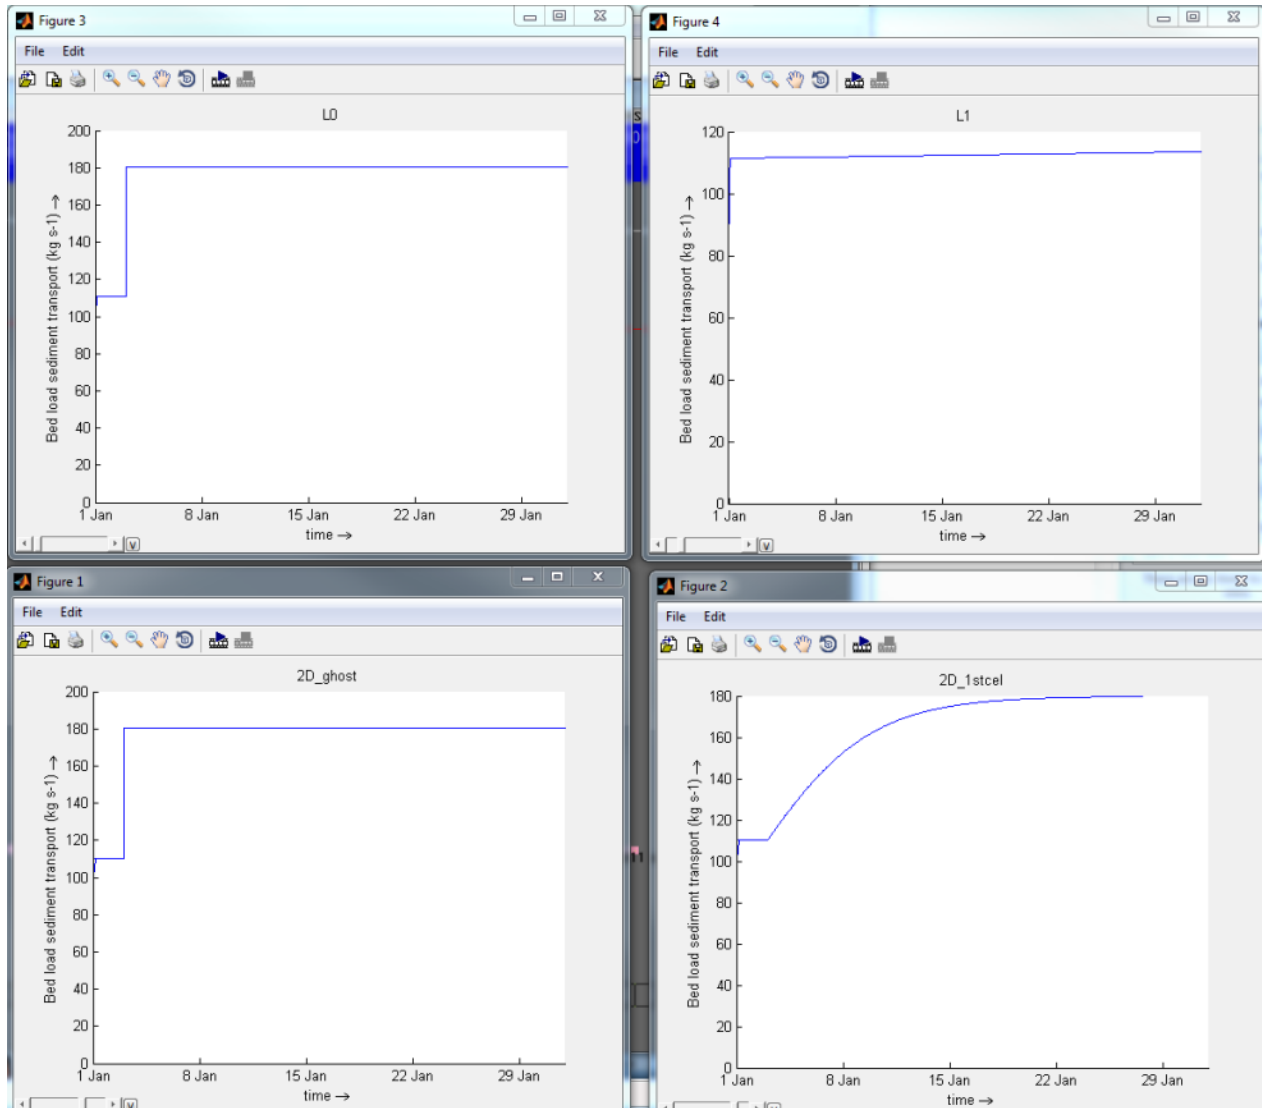 Figure 3
File Edit
L0
200
180
160
140
120
100
80
60
40
20
0
Bed load sediment transport (kg s-1) →
1 Jan 8 Jan 15 Jan 22 Jan 29 Jan
time →
V
Figure 4
File Edit
L1
120
100
80
60
40
20
0
Bed load sediment transport (kg s-1) →
1 Jan 8 Jan 15 Jan 22 Jan 29 Jan
time →
V
Figure 1
File Edit
2D_ghost
200
180
160
140
120
100
80
60
40
20
0
Bed load sediment transport (kg s-1) →
1 Jan 8 Jan 15 Jan 22 Jan 29 Jan
time →
V
Figure 2
File Edit
2D_1stcel
180
160
140
120
100
80
60
40
20
0
Bed load sediment transport (kg s-1) →
1 Jan 8 Jan 15 Jan 22 Jan 29 Jan
time →